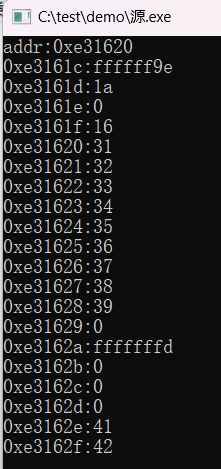 C:\test\demo\源.exe
addr:0xe31620
0xe3161c:ffffff9e
0xe3161d:1a
0xe3161e:0
0xe3161f:16
0xe31620:31
0xe31621:32
0xe31622:33
0xe31623:34
0xe31624:35
0xe31625:36
0xe31626:37
0xe31627:38
0xe31628:39
0xe31629:0
0xe3162a:fffffffd
0xe3162b:0
0xe3162c:0
0xe3162d:0
0xe3162e:41
0xe3162f:42